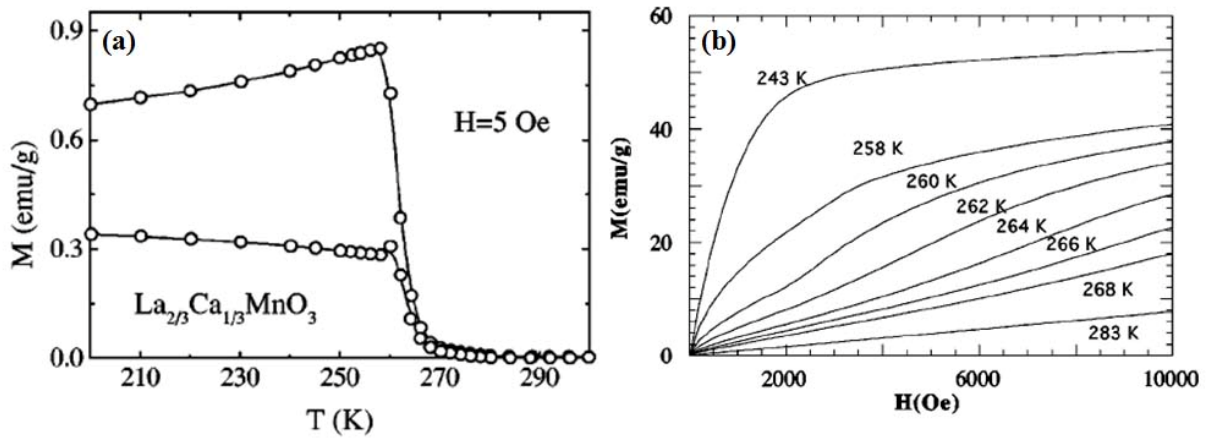 (a)
H=5 Oe
La2/3Ca1/3MnO3
M (emu/g)
0.9
0.6
0.3
0.0
210 230 250 270 290
T (K)
(b)
M(emu/g)
60
40
20
0
243 K
258 K
260 K
262 K
264 K
266 K
268 K
283 K
2000 6000 10000
H(Oe)